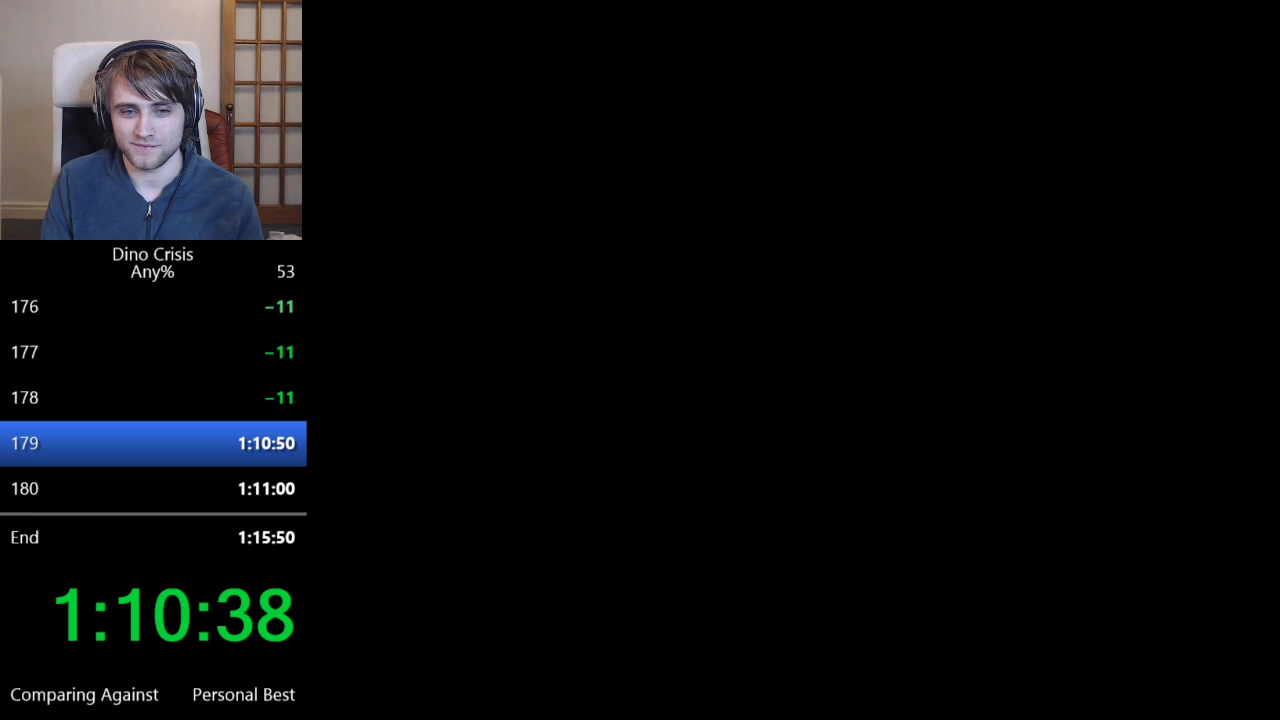 Dino Crisis
Any% 53
176 −11
177 −11
178 −11
179 1:10:50
180 1:11:00
End 1:15:50
1:10:38
Comparing Against Personal Best